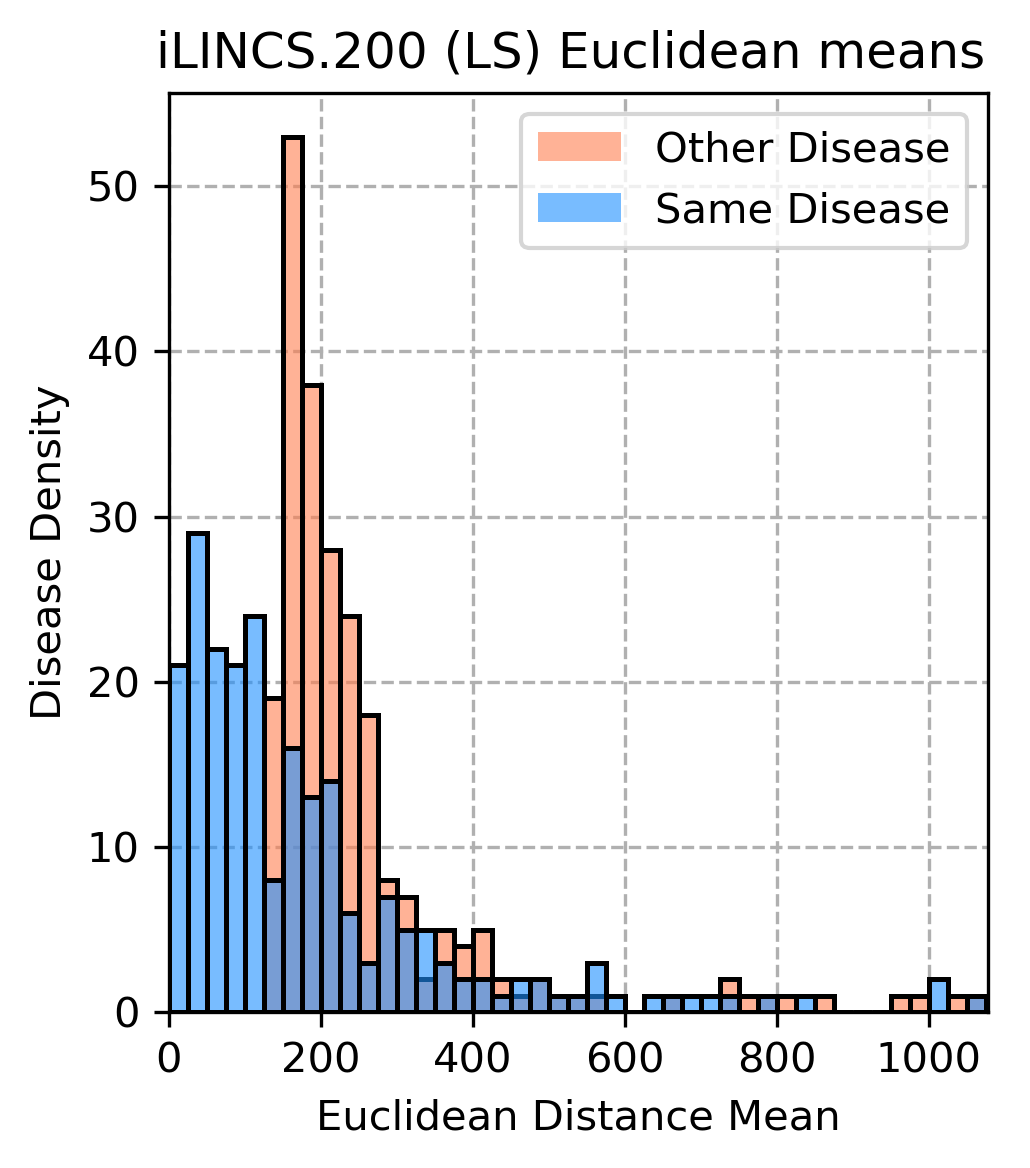 iLINCS.200 (LS) Euclidean means
Other Disease
Same Disease
Disease Density
50
40
30
20
10
0
0 200 400 600 800 1000
Euclidean Distance Mean